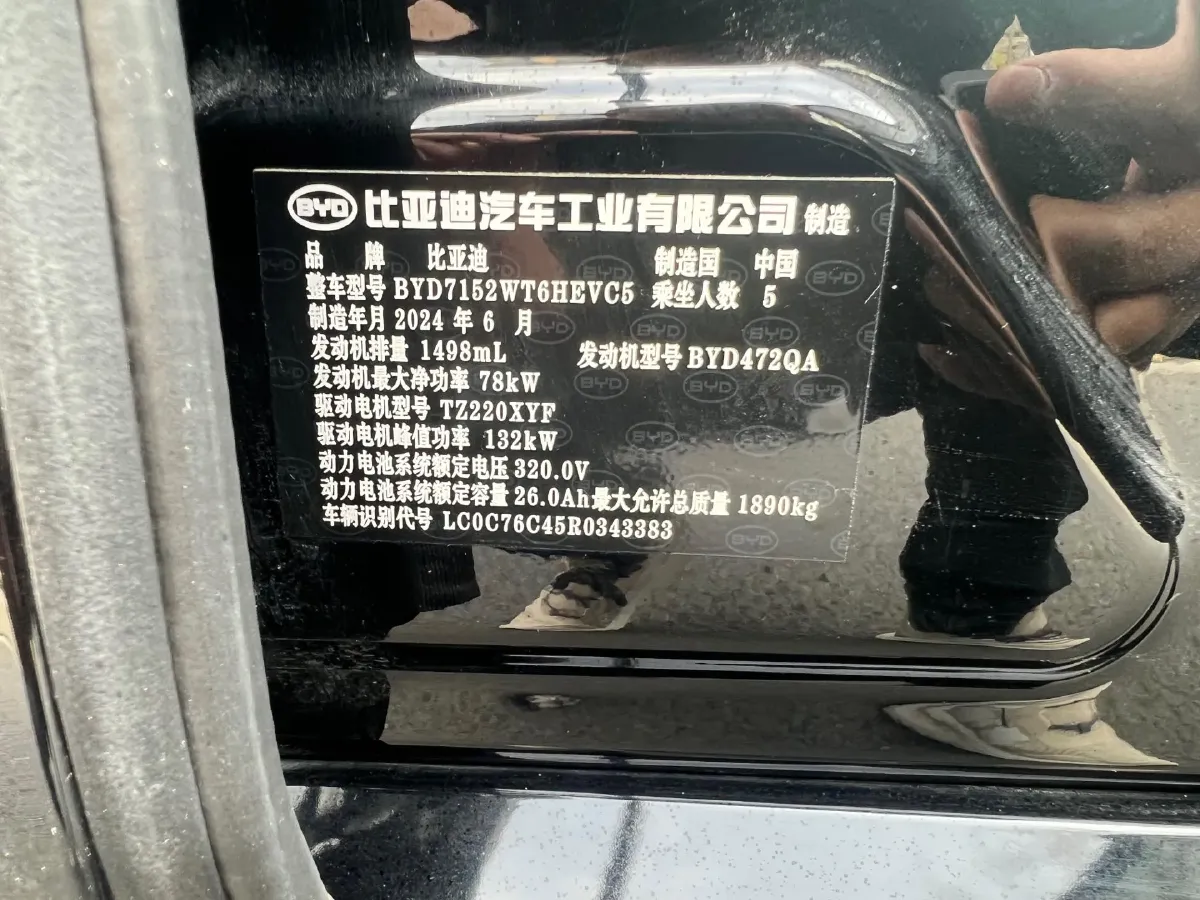 BYD 比亚迪汽车工业有限公司 制造
品 牌 比亚迪 制造国 中国
整车型号 BYD7152WT6HEVC5 乘坐人数 5
制造年月 2024 年 6 月
发动机排量 1498mL 发动机型号 BYD472QA
发动机最大净功率 78kW
驱动电机型号 TZ220XYF
驱动电机峰值功率 132kW
动力电池系统额定电压 320.0V
动力电池系统额定容量 26.0Ah 最大允许总质量 1890kg
车辆识别代号 LC0C76C45R0343383